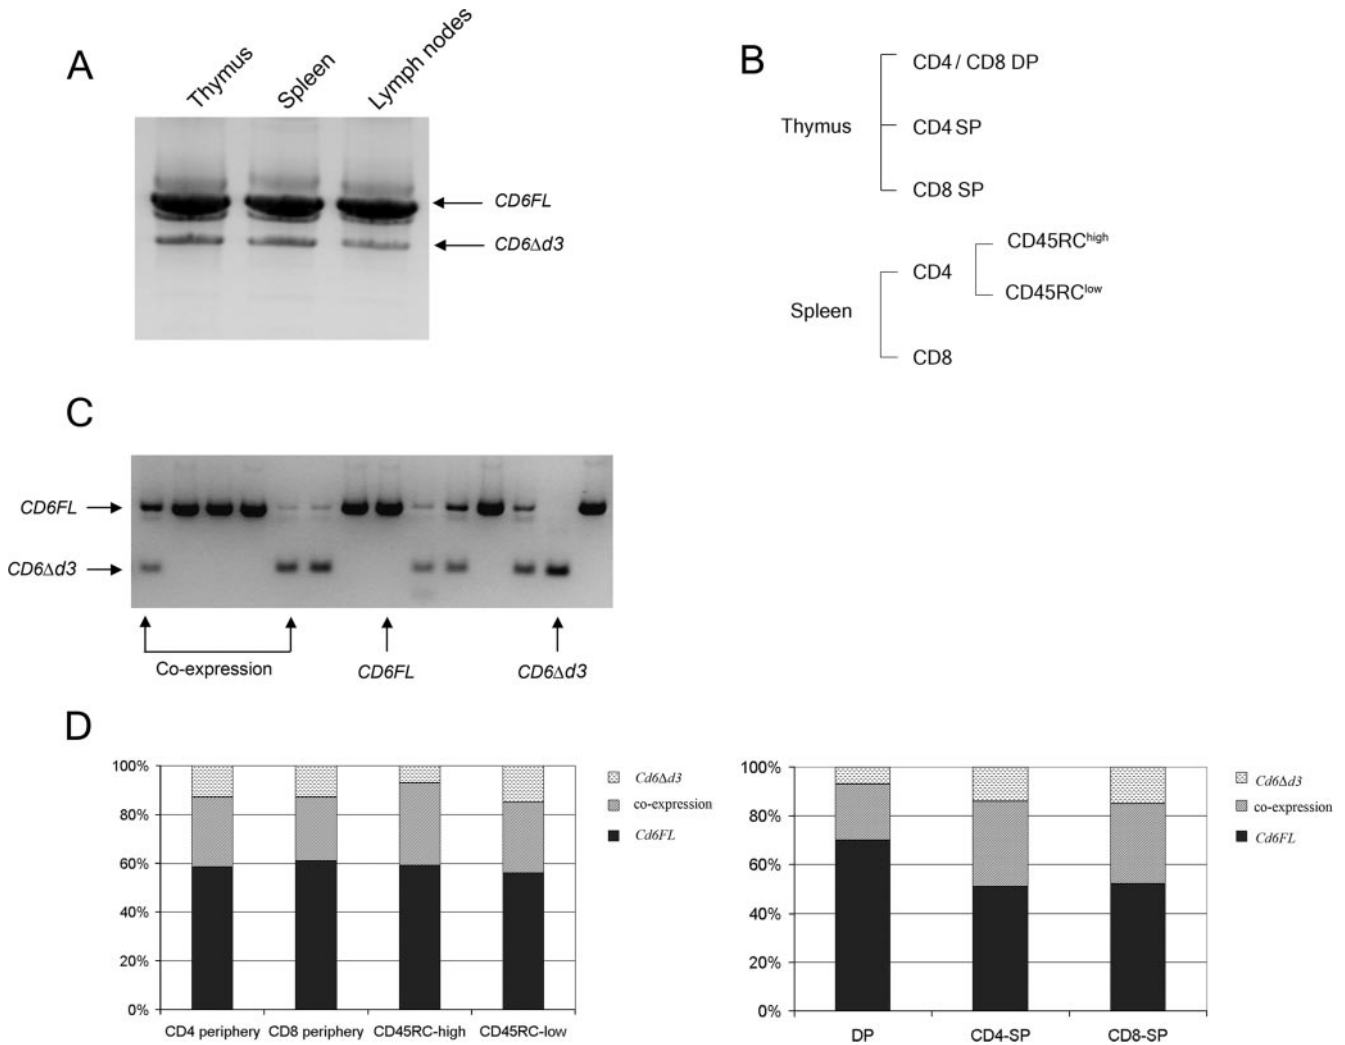 A
Thymus
Spleen
Lymph nodes
CD6FL
CD6Δd3
B
Thymus
CD4 / CD8 DP
CD4 SP
CD8 SP
Spleen
CD4
CD45RChigh
CD45RClow
CD8
C
CD6FL
CD6Δd3
Co-expression
CD6FL
CD6Δd3
D
100%
80%
60%
40%
20%
0%
CD4 periphery
CD8 periphery
CD45RC-high
CD45RC-low
Cd6Δd3
co-expression
Cd6FL
100%
80%
60%
40%
20%
0%
DP
CD4-SP
CD8-SP
Cd6Δd3
co-expression
Cd6FL